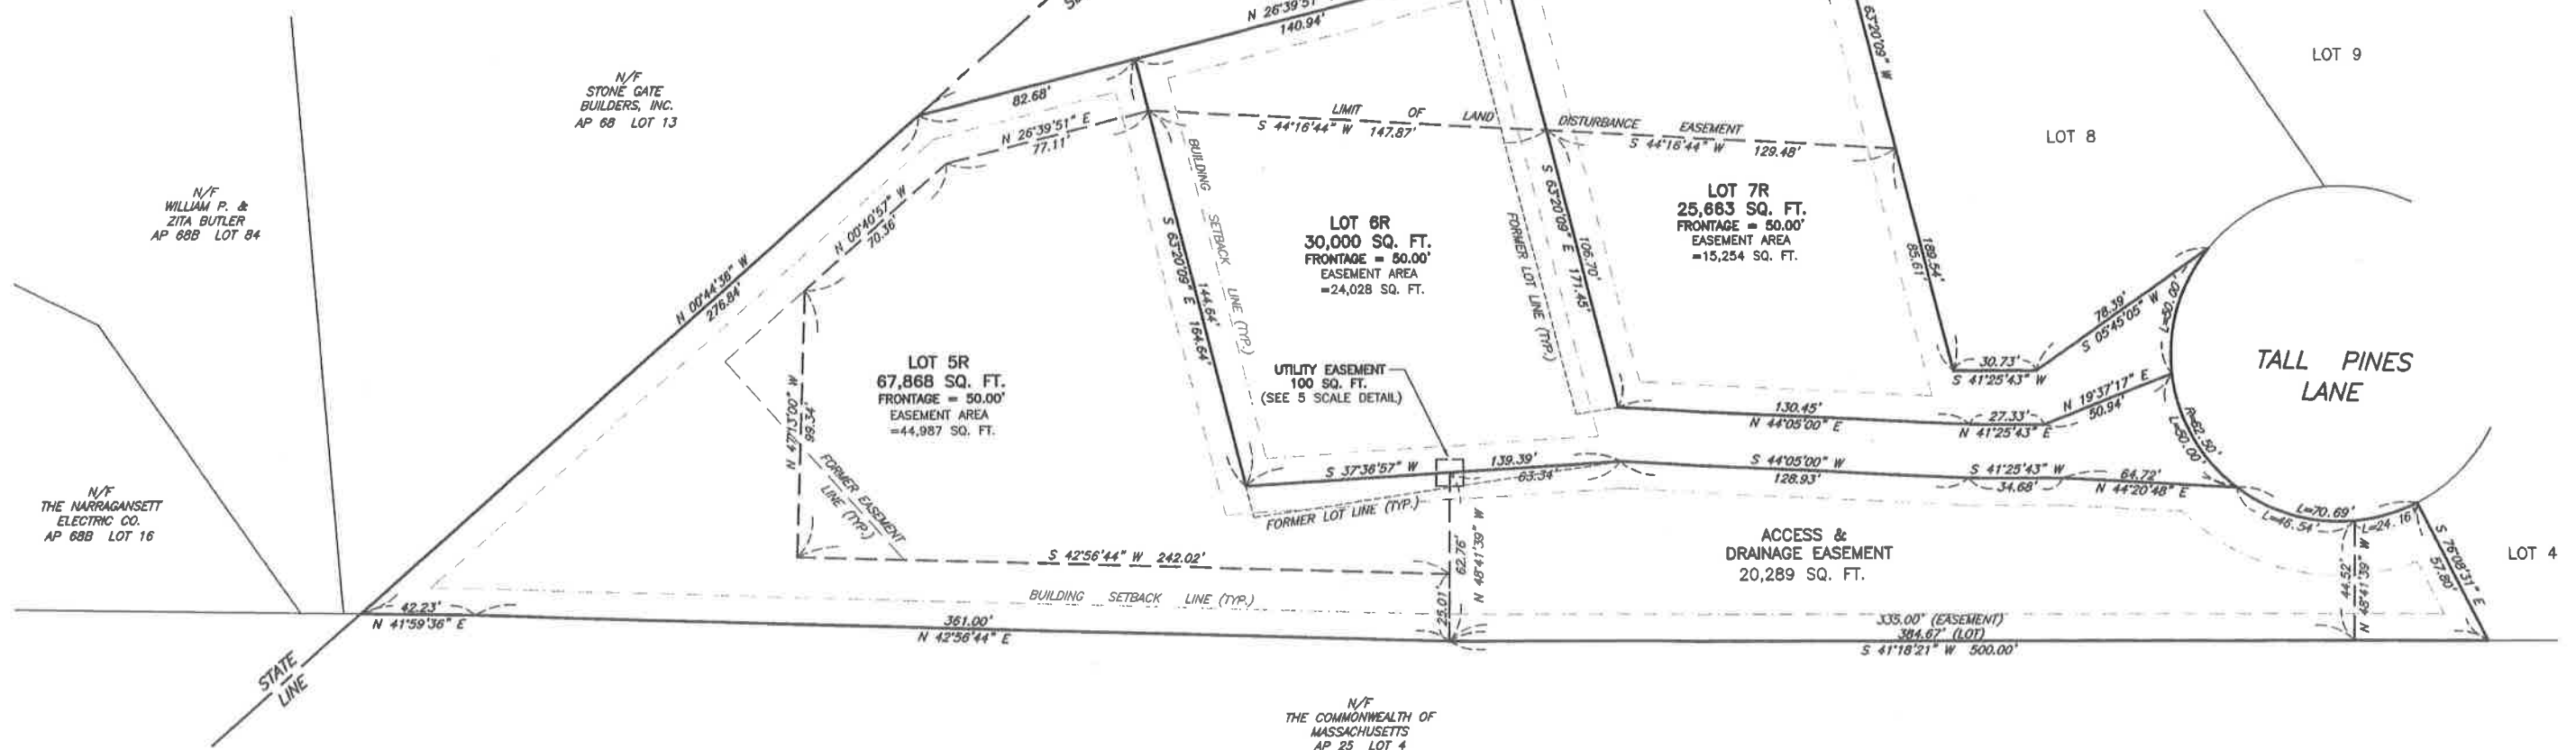 N 26°39'51"
140.94'
63°20'09" W
LOT 9
LOT 8
N/F
STONE GATE
BUILDERS, INC.
AP 68 LOT 13
N/F
WILLIAM P. &
ZITA BUTLER
AP 68B LOT 84
N/F
THE NARRAGANSETT
ELECTRIC CO.
AP 68B LOT 16
82.68'
N 26°39'51" E
77.11'
N 00°40'57" W
70.36'
N 00°44'38" W
276.84'
LIMIT OF LAND DISTURBANCE EASEMENT
S 44°16'44" W 147.87'
S 44°16'44" W 129.48'
BUILDING SETBACK LINE (TYP.)
S 63°20'09" E 164.64'
144.64'
LOT 6R
30,000 SQ. FT.
FRONTAGE = 50.00'
EASEMENT AREA
=24,028 SQ. FT.
FORMER LOT LINE (TYP.)
S 63°20'09" E 171.45'
106.70'
LOT 7R
25,663 SQ. FT.
FRONTAGE = 50.00'
EASEMENT AREA
=15,254 SQ. FT.
189.54'
85.61'
78.39'
S 05°45'05" W
L=50.00'
30.73'
S 41°25'43" W
N 19°37'17" E
50.94'
TALL PINES
LANE
LOT 5R
67,868 SQ. FT.
FRONTAGE = 50.00'
EASEMENT AREA
=44,987 SQ. FT.
N 47°13'00" W
99.34'
FORMER EASEMENT
LINE (TYP.)
UTILITY EASEMENT
100 SQ. FT.
(SEE 5 SCALE DETAIL)
130.45'
N 44°05'00" E
27.33'
N 41°25'43" E
R=62.50'
L=50.00'
S 37°36'57" W
139.39'
63.34'
S 44°05'00" W
128.93'
S 41°25'43" W
34.68'
64.72'
N 44°20'48" E
FORMER LOT LINE (TYP.)
L=70.69'
L=46.54'
L=24.16
ACCESS &
DRAINAGE EASEMENT
20,289 SQ. FT.
S 42°56'44" W 242.02'
62.76'
N 48°41'39" W
25.01'
44.52'
N 48°41'39" W
S 76°08'31" E
57.80'
LOT 4
BUILDING SETBACK LINE (TYP.)
42.23'
N 41°59'36" E
361.00'
N 42°56'44" E
335.00' (EASEMENT)
384.67' (LOT)
S 41°18'21" W 500.00'
STATE
LINE
N/F
THE COMMONWEALTH OF
MASSACHUSETTS
AP 25 LOT 4